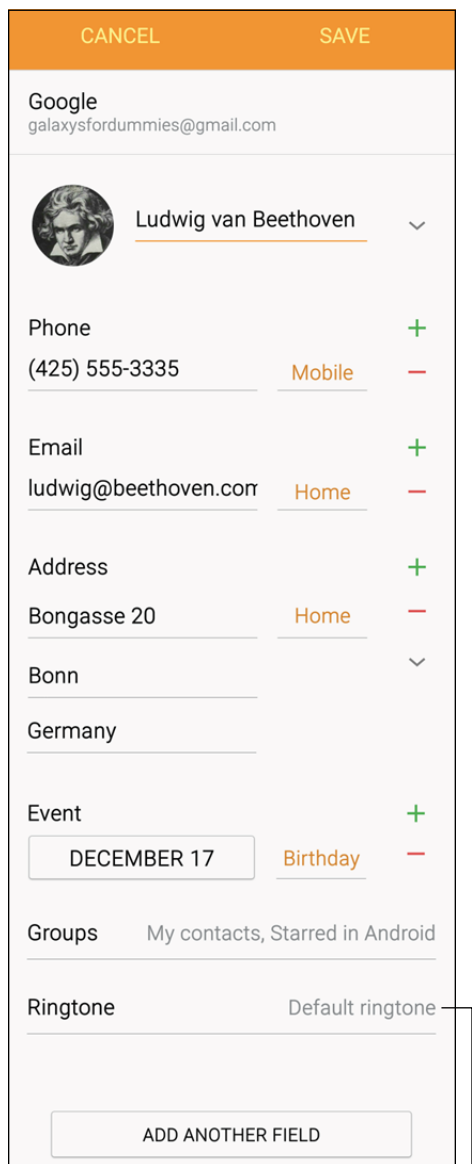 CANCEL SAVE
Google
galaxysfordummies@gmail.com
Ludwig van Beethoven
Phone
(425) 555-3335 Mobile
Email
ludwig@beethoven.com Home
Address
Bongasse 20 Home
Bonn
Germany
Event
DECEMBER 17 Birthday
Groups My contacts, Starred in Android
Ringtone Default ringtone
ADD ANOTHER FIELD